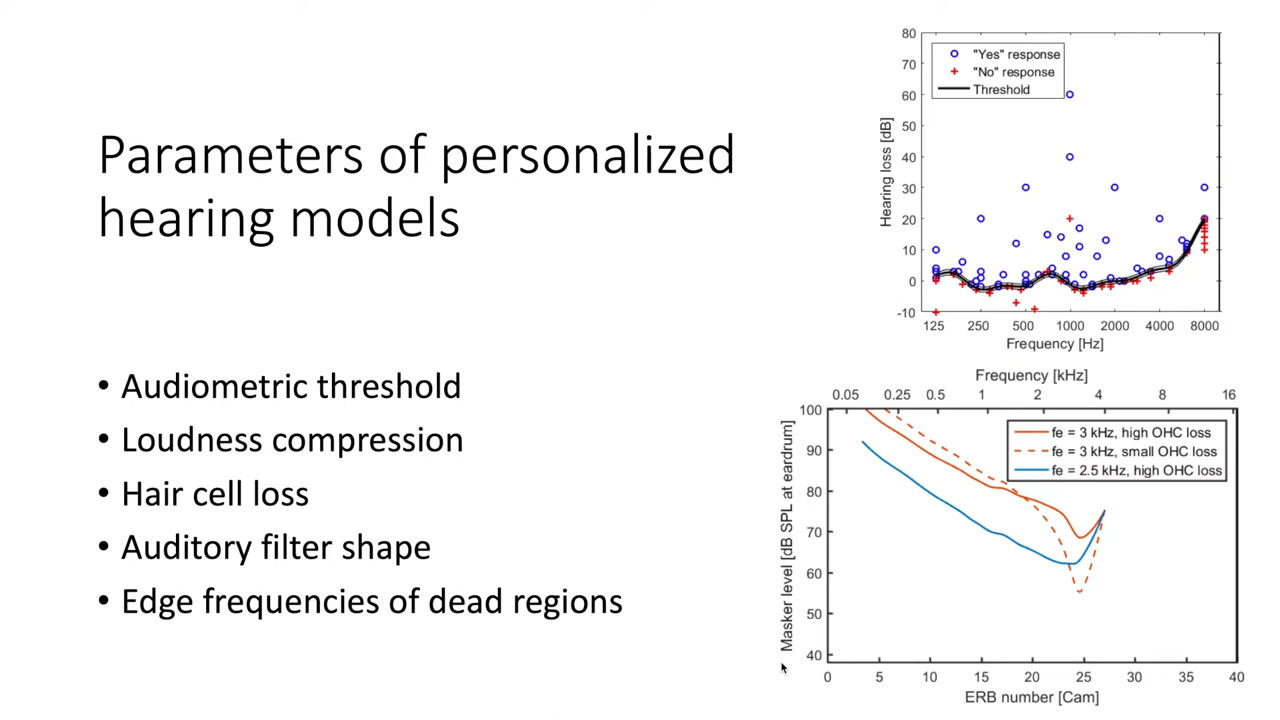 Parameters of personalized
hearing models
• Audiometric threshold
• Loudness compression
• Hair cell loss
• Auditory filter shape
• Edge frequencies of dead regions
80
70
60
50
40
30
20
10
0
-10
Hearing loss [dB]
"Yes" response
"No" response
Threshold
125 250 500 1000 2000 4000 8000
Frequency [Hz]
Frequency [kHz]
0.05 0.25 0.5 1 2 4 8 16
100
90
80
70
60
50
40
Masker level [dB SPL at eardrum]
fe = 3 kHz, high OHC loss
fe = 3 kHz, small OHC loss
fe = 2.5 kHz, high OHC loss
0 5 10 15 20 25 30 35 40
ERB number [Cam]